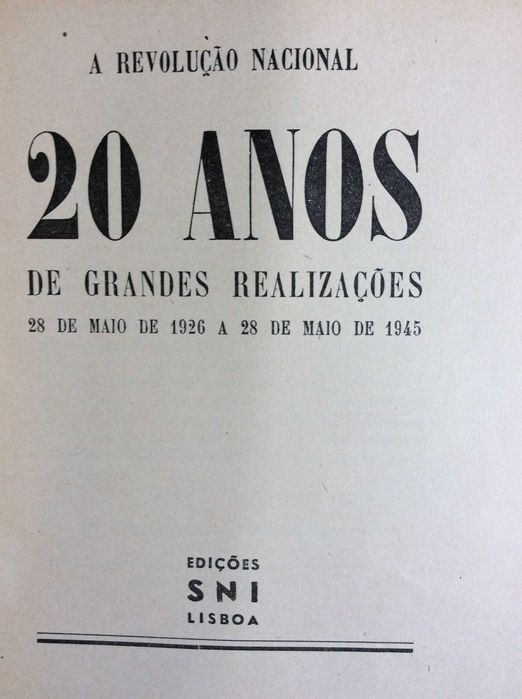 A REVOLUÇÃO NACIONAL
20 ANOS
DE GRANDES REALIZAÇÕES
28 DE MAIO DE 1926 A 28 DE MAIO DE 1945
EDIÇÕES
SNI
LISBOA